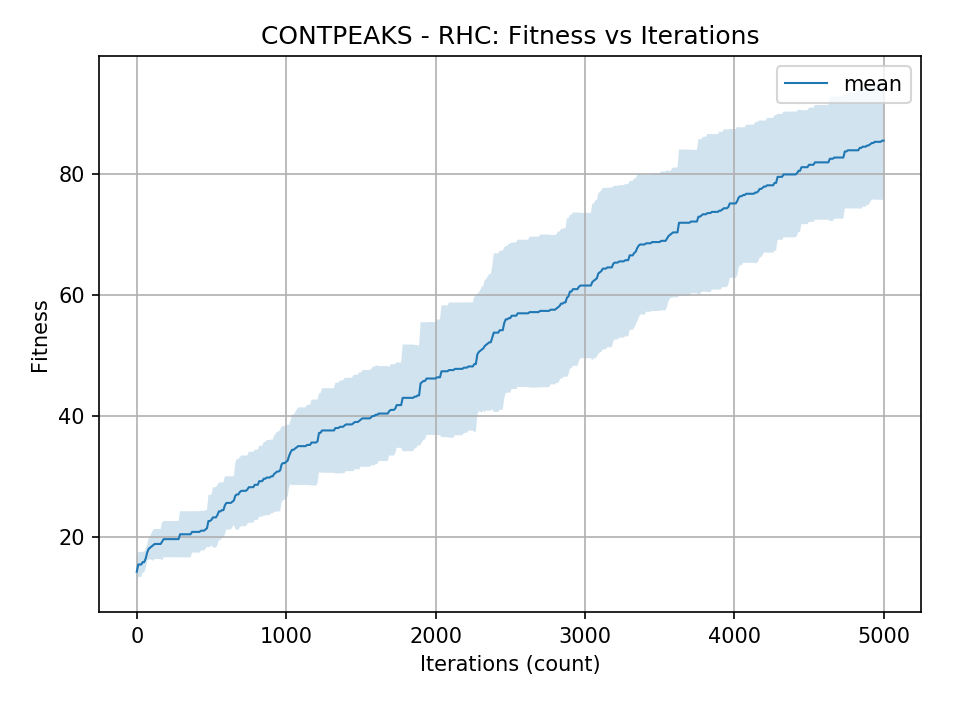 CONTPEAKS - RHC: Fitness vs Iterations
mean
Fitness
80
60
40
20
0 1000 2000 3000 4000 5000
Iterations (count)